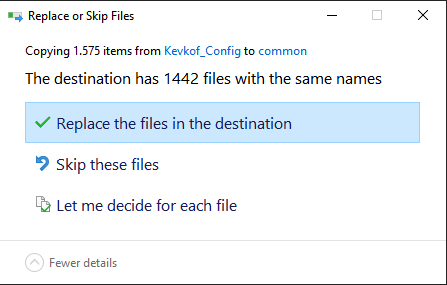 Replace or Skip Files
Copying 1.575 items from Kevkof_Config to common
The destination has 1442 files with the same names
Replace the files in the destination
Skip these files
Let me decide for each file
Fewer details